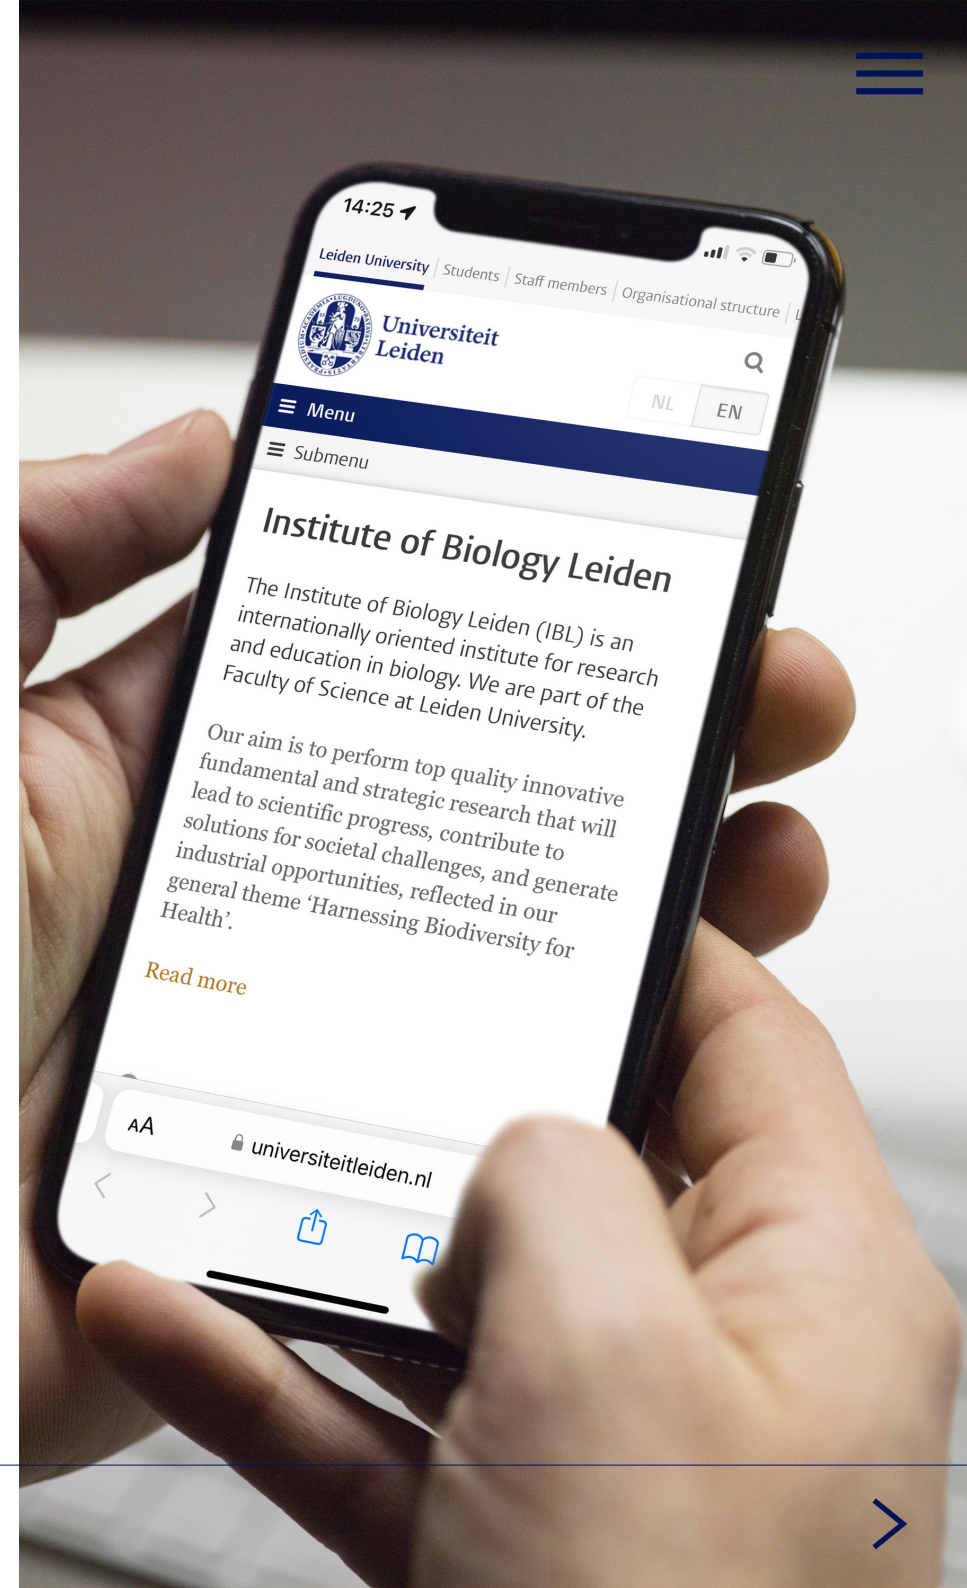 14:25
Leiden University Students Staff members Organisational structure L
Universiteit
Leiden
NL EN
Menu
Submenu
Institute of Biology Leiden
The Institute of Biology Leiden (IBL) is an
internationally oriented institute for research
and education in biology. We are part of the
Faculty of Science at Leiden University.
Our aim is to perform top quality innovative
fundamental and strategic research that will
lead to scientific progress, contribute to
solutions for societal challenges, and generate
industrial opportunities, reflected in our
general theme ‘Harnessing Biodiversity for
Health’.
Read more
AA universiteitleiden.nl